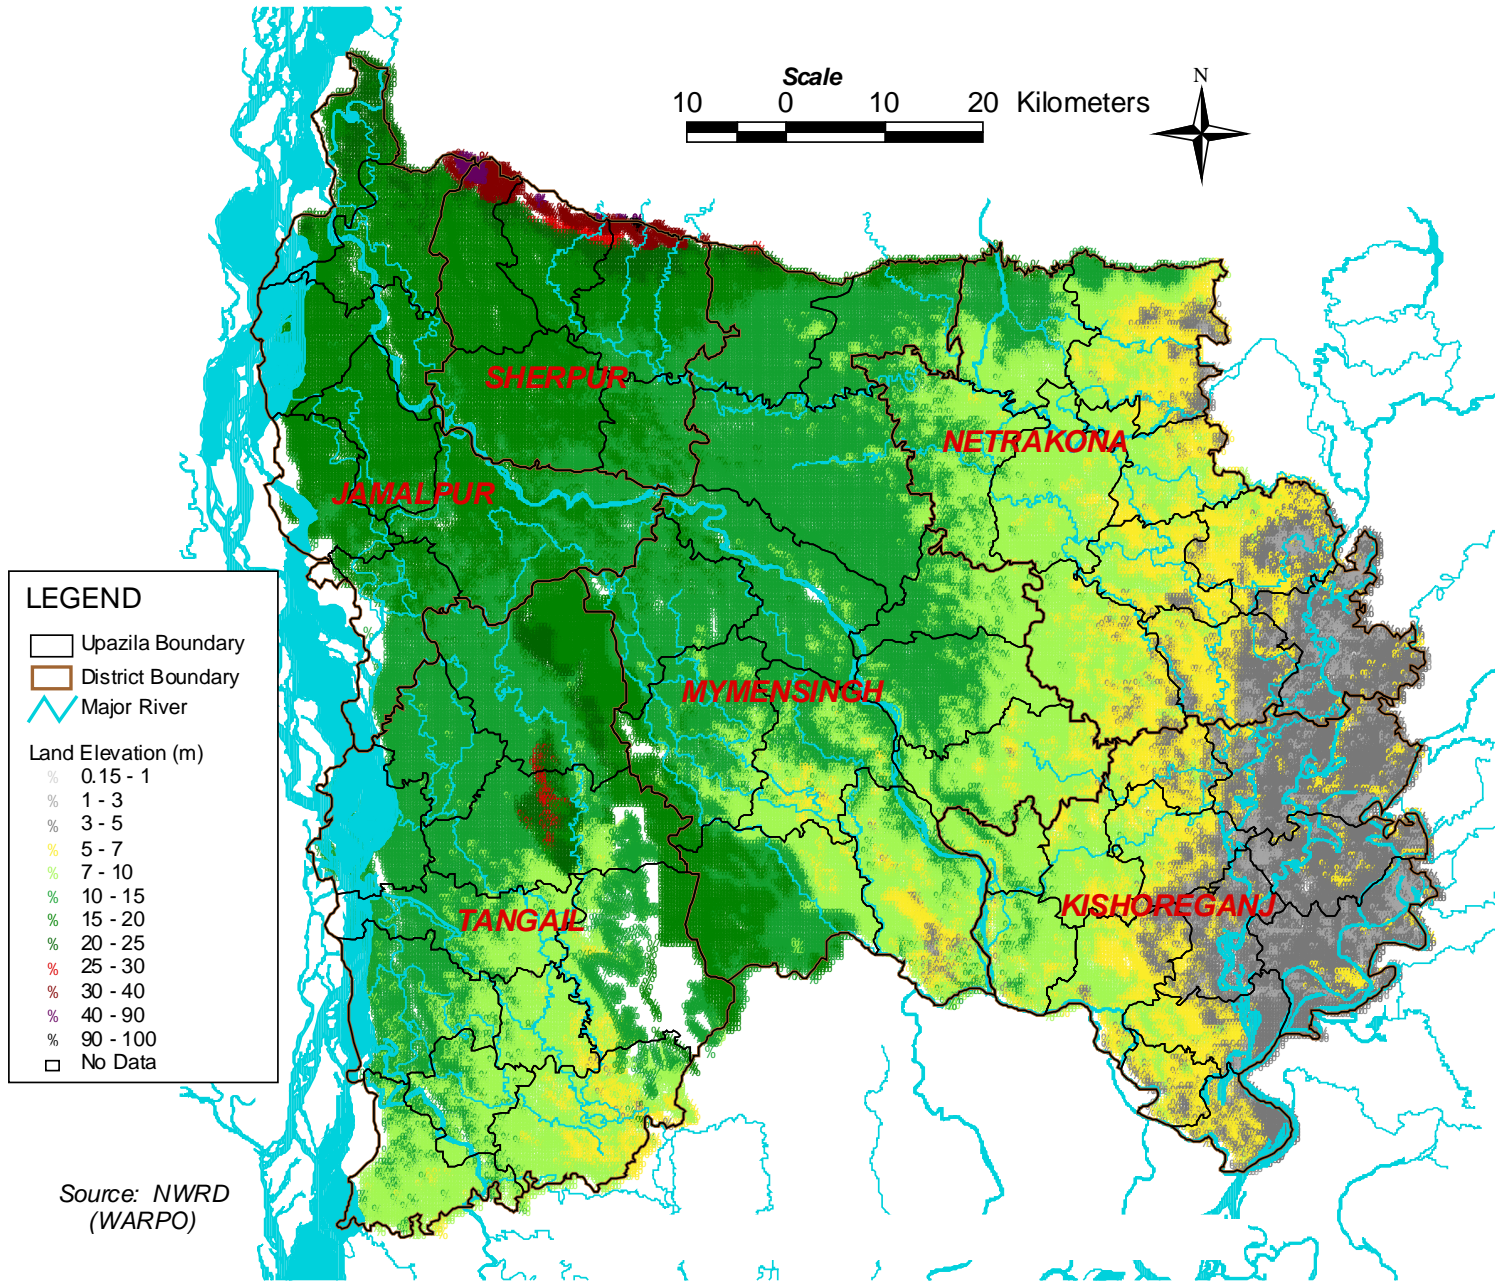 Scale
10 0 10 20 Kilometers
N
SHERPUR
NETRAKONA
JAMALPUR
MYMENSINGH
KISHOREGANJ
TANGAIL
LEGEND
Upazila Boundary
District Boundary
Major River
Land Elevation (m)
% 0.15 - 1
% 1 - 3
% 3 - 5
% 5 - 7
% 7 - 10
% 10 - 15
% 15 - 20
% 20 - 25
% 25 - 30
% 30 - 40
% 40 - 90
% 90 - 100
No Data
Source: NWRD
(WARPO)